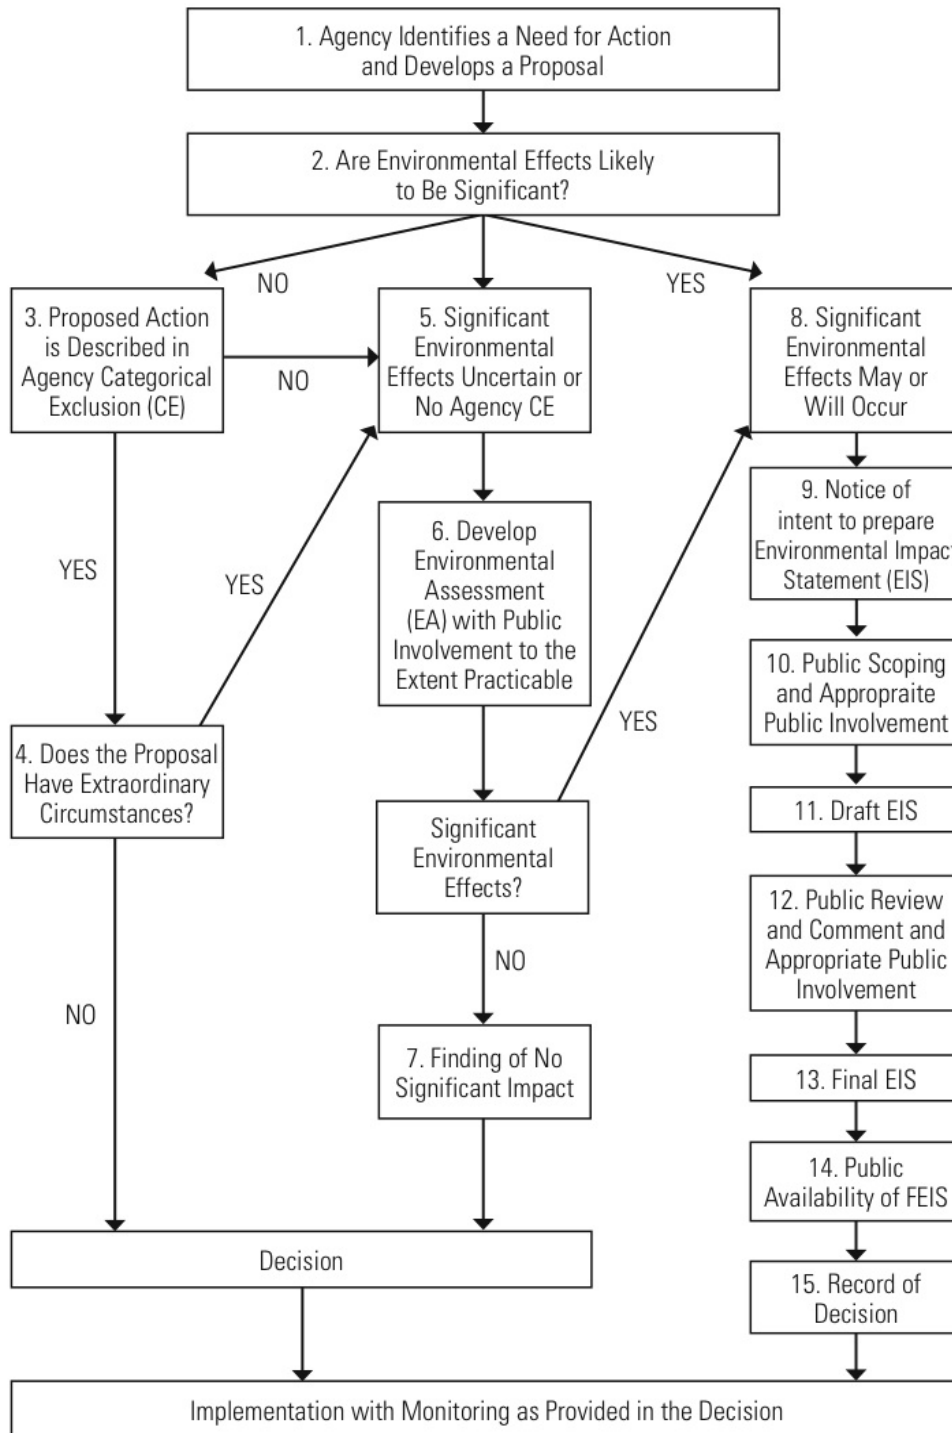 1. Agency Identifies a Need for Action
and Develops a Proposal
2. Are Environmental Effects Likely
to Be Significant?
NO
YES
3. Proposed Action
is Described in
Agency Categorical
Exclusion (CE)
NO
5. Significant
Environmental
Effects Uncertain or
No Agency CE
8. Significant
Environmental
Effects May or
Will Occur
9. Notice of
intent to prepare
Environmental Impact
Statement (EIS)
YES
YES
6. Develop
Environmental
Assessment
(EA) with Public
Involvement to the
Extent Practicable
YES
10. Public Scoping
and Appropraite
Public Involvement
4. Does the Proposal
Have Extraordinary
Circumstances?
Significant
Environmental
Effects?
11. Draft EIS
12. Public Review
and Comment and
Appropriate Public
Involvement
NO
NO
7. Finding of No
Significant Impact
13. Final EIS
14. Public
Availability of FEIS
Decision
15. Record of
Decision
Implementation with Monitoring as Provided in the Decision